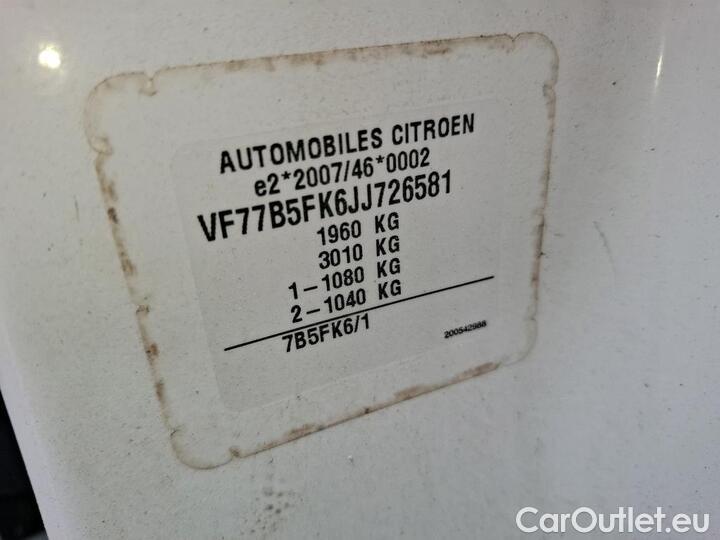 AUTOMOBILES CITROEN
e2*2007/46*0002
VF77B5FK6JJ726581
1960 KG
3010 KG
1-1080 KG
2-1040 KG
7B5FK6/1
200542988
CarOutlet.eu